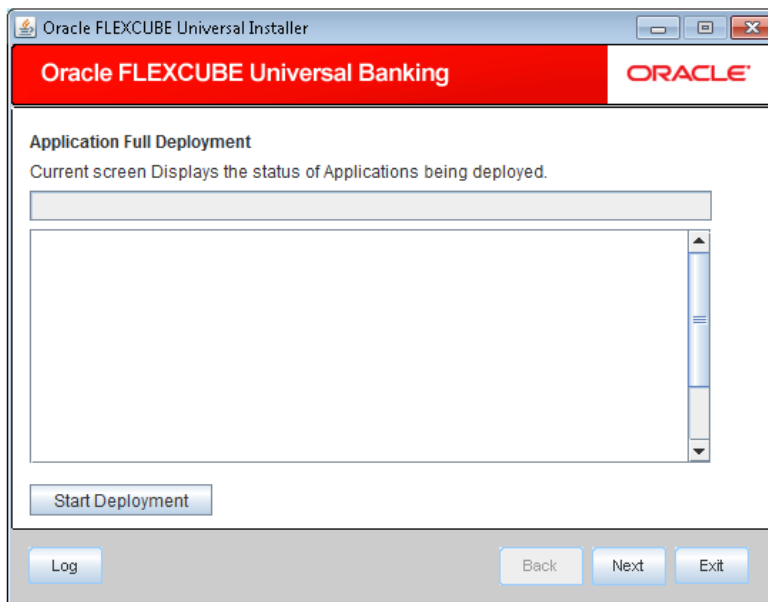 Oracle FLEXCUBE Universal Installer
Oracle FLEXCUBE Universal Banking
ORACLE
Application Full Deployment
Current screen Displays the status of Applications being deployed.
Start Deployment
Log
Back
Next
Exit